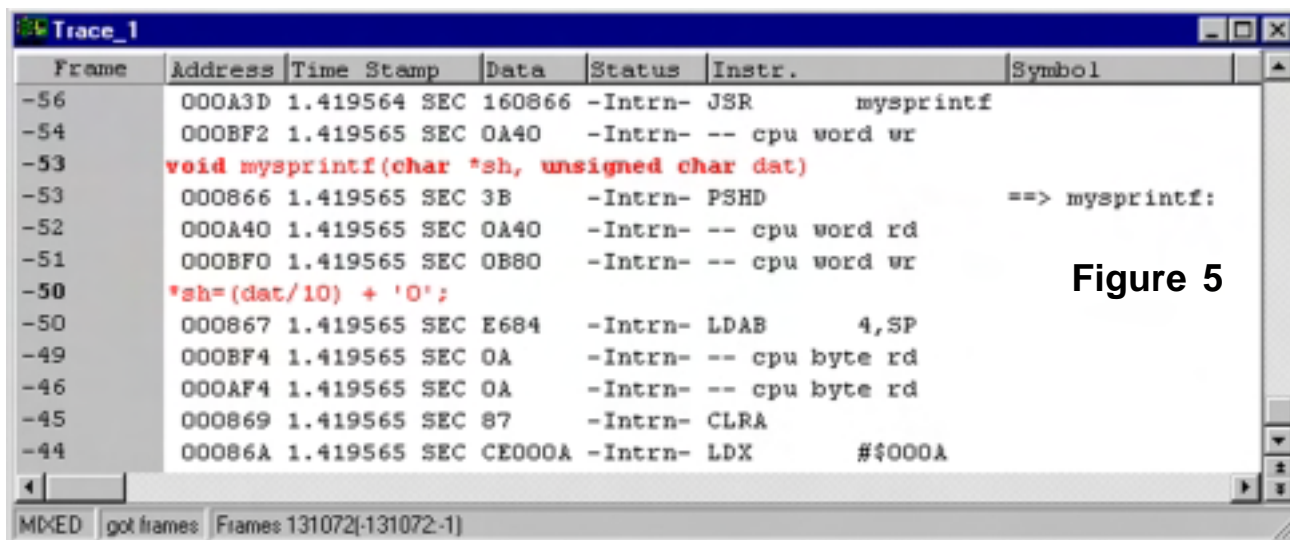 Trace_1
Frame Address Time Stamp Data Status Instr. Symbol
-56 000A3D 1.419564 SEC 160866 -Intrn- JSR mysprintf
-54 000BF2 1.419565 SEC 0A40 -Intrn- -- cpu word wr
-53 void mysprintf(char *sh, unsigned char dat)
-53 000866 1.419565 SEC 3B -Intrn- PSHD ==> mysprintf:
-52 000A40 1.419565 SEC 0A40 -Intrn- -- cpu word rd
-51 000BF0 1.419565 SEC 0B80 -Intrn- -- cpu word wr
-50 *sh=(dat/10) + '0';
-50 000867 1.419565 SEC E684 -Intrn- LDAB 4,SP
-49 000BF4 1.419565 SEC 0A -Intrn- -- cpu byte rd
-46 000AF4 1.419565 SEC 0A -Intrn- -- cpu byte rd
-45 000869 1.419565 SEC 87 -Intrn- CLRA
-44 00086A 1.419565 SEC CE000A -Intrn- LDX #$000A
Figure 5
MIXED got frames Frames 131072(-131072:-1)